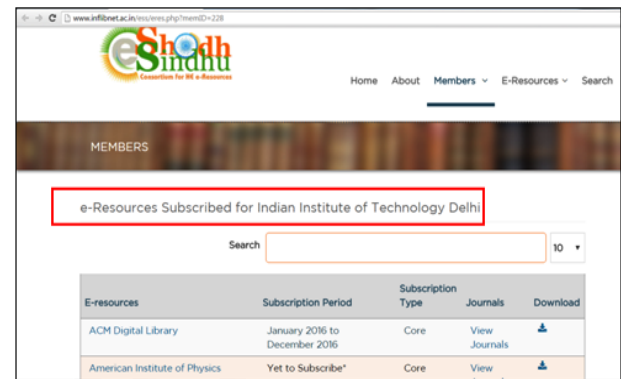 www.inflibnet.ac.in/ess/eres.php?memID=228
eShodh
Sindhu
Consortium for HE e-Resources
Home About Members E-Resources Search
MEMBERS
e-Resources Subscribed for Indian Institute of Technology Delhi
Search 10
E-resources Subscription Period Subscription Type Journals Download
ACM Digital Library January 2016 to December 2016 Core View Journals
American Institute of Physics Yet to Subscribe* Core View